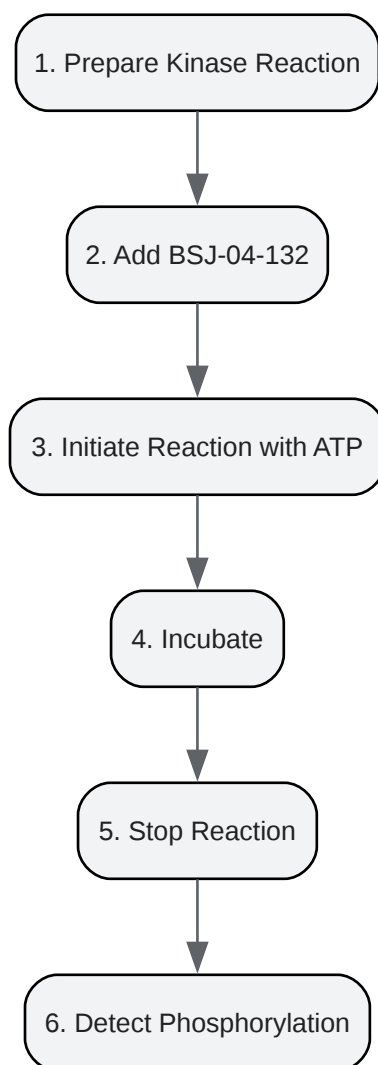 1. Prepare Kinase Reaction
2. Add BSJ-04-132
3. Initiate Reaction with ATP
4. Incubate
5. Stop Reaction
6. Detect Phosphorylation